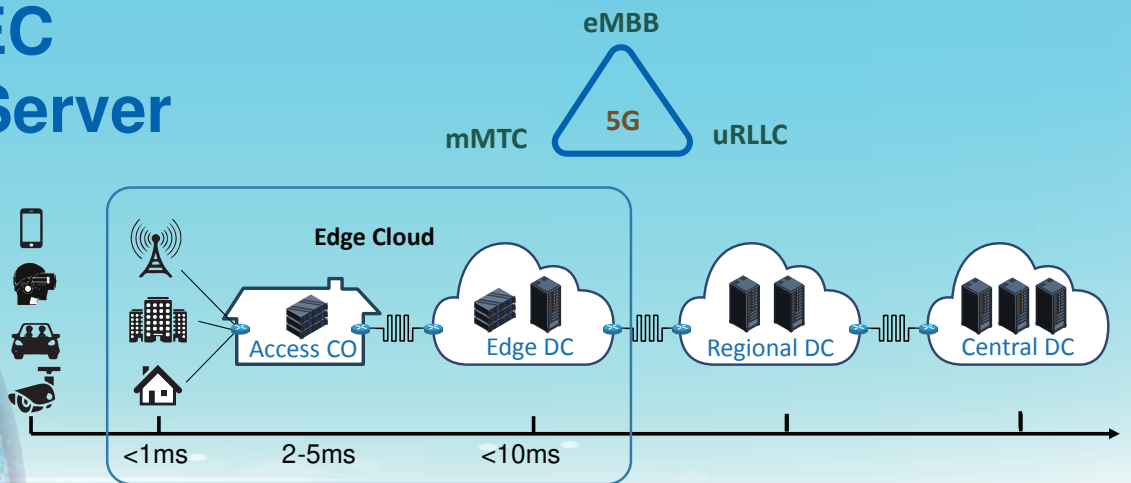 EC
Server
eMBB
5G
mMTC
uRLLC
Edge Cloud
Access CO
Edge DC
Regional DC
Central DC
<1ms
2-5ms
<10ms